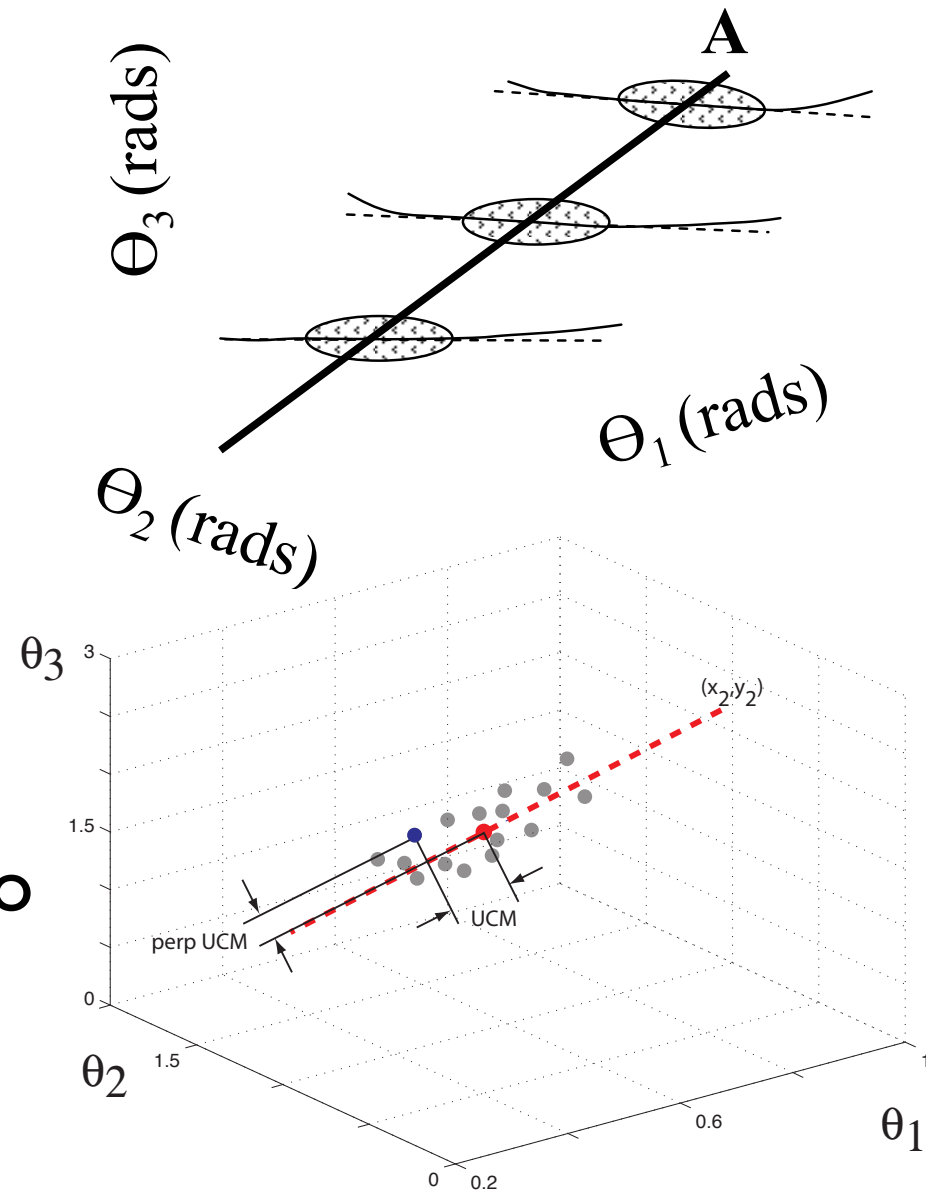 A
Θ3 (rads)
Θ1 (rads)
Θ2 (rads)
θ3
3
(x2,y2)
1.5
O
UCM
perp UCM
0
1.5
θ2
1
0.6
θ1
0
0.2